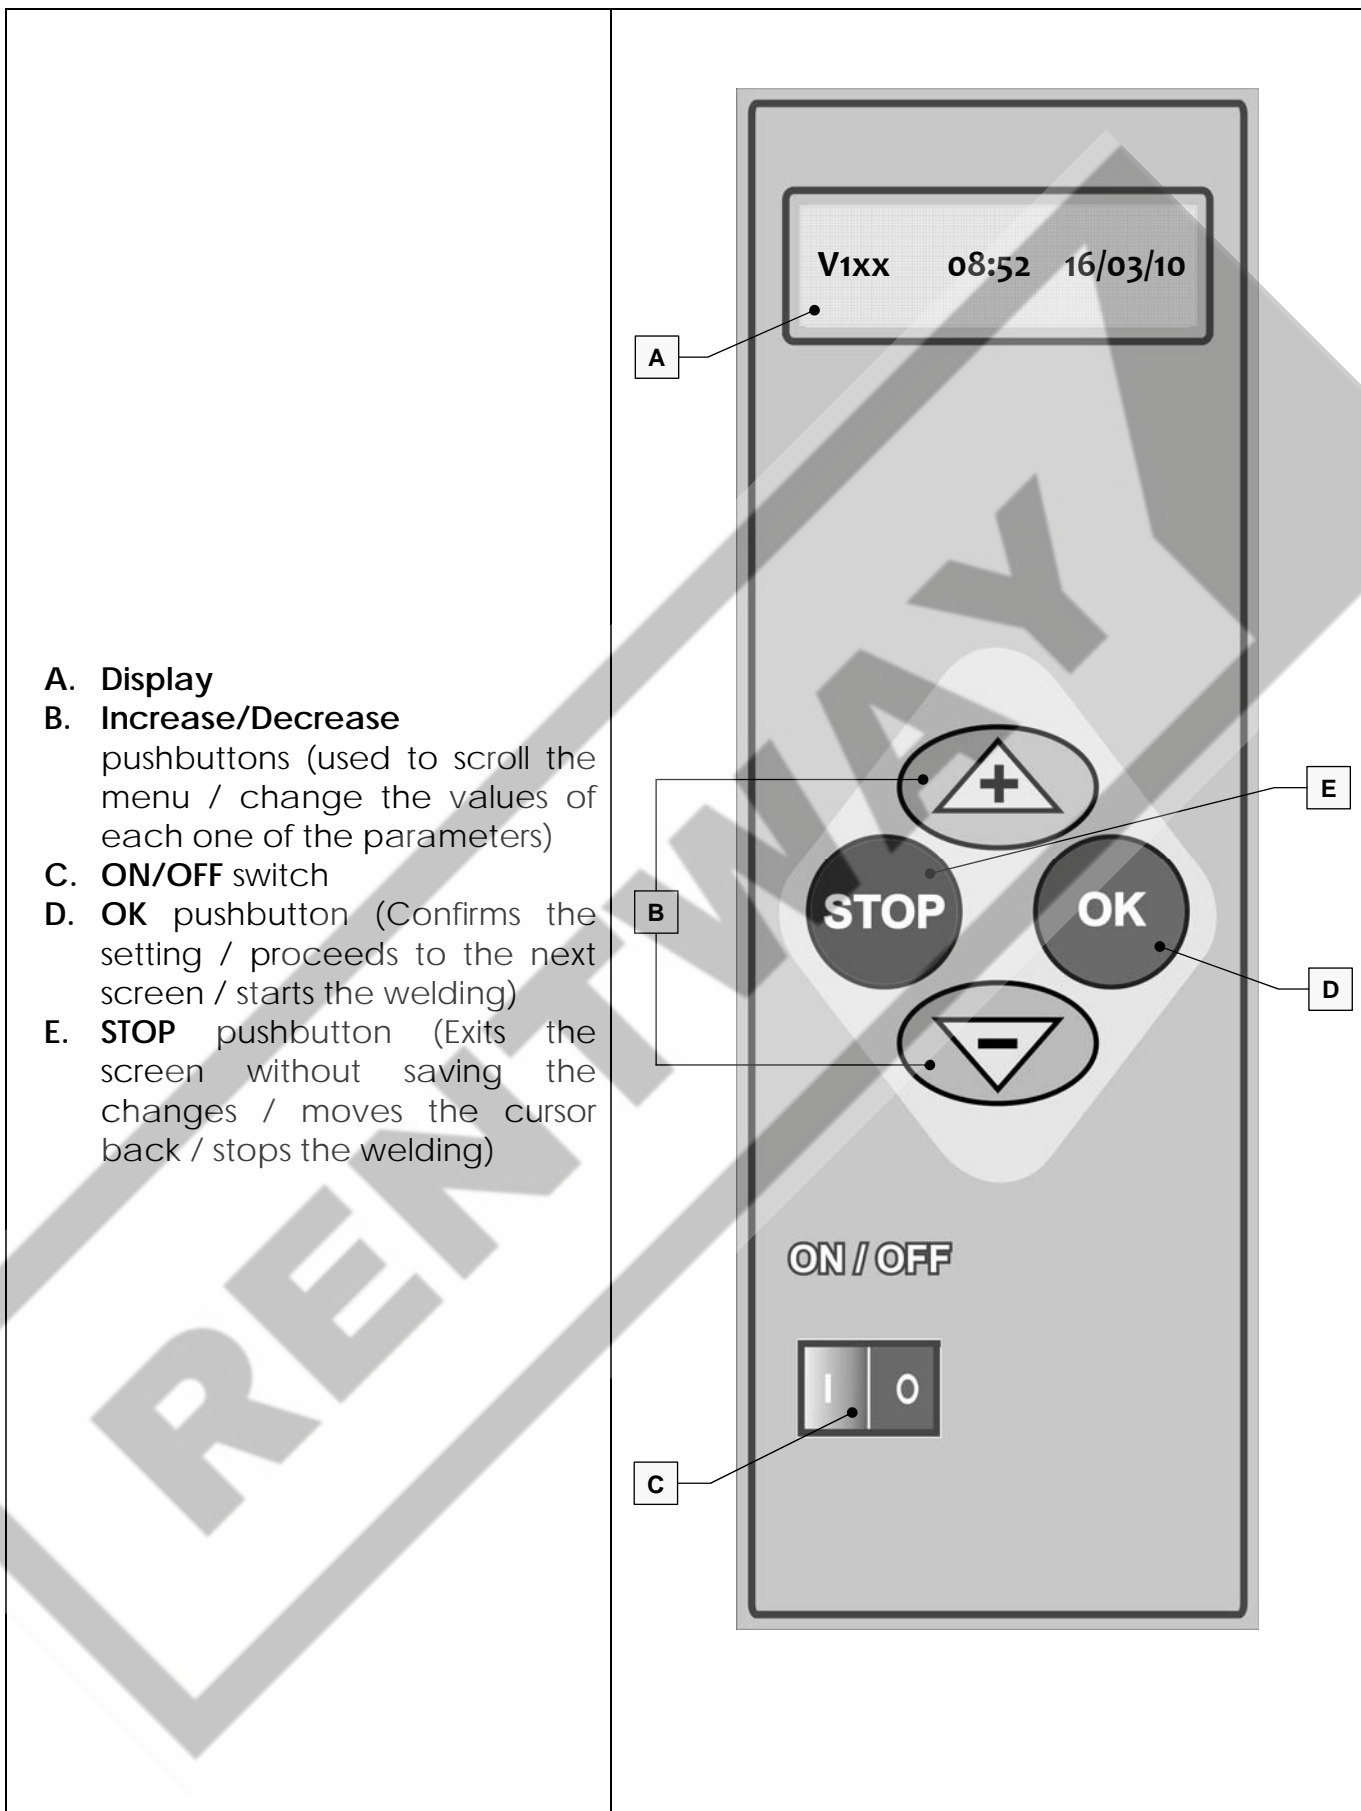 A. Display
B. Increase/Decrease
pushbuttons (used to scroll the
menu / change the values of
each one of the parameters)
C. ON/OFF switch
D. OK pushbutton (Confirms the
setting / proceeds to the next
screen / starts the welding)
E. STOP pushbutton (Exits the
screen without saving the
changes / moves the cursor
back / stops the welding)
V1xx 08:52 16/03/10
A
+
E
B
STOP
OK
D
-
ON / OFF
I O
C
RENTWAY